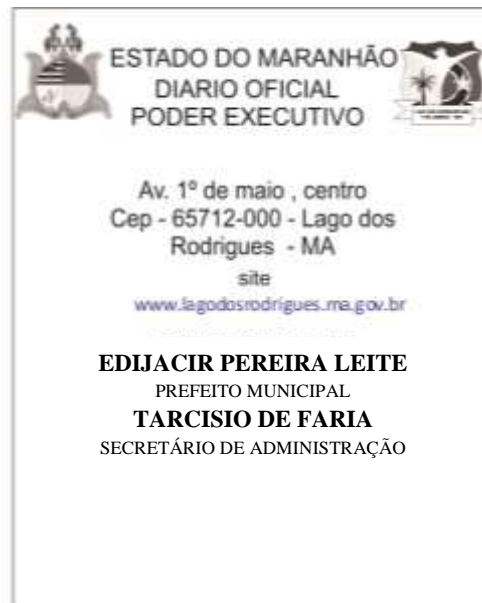 ESTADO DO MARANHÃO
DIARIO OFICIAL
PODER EXECUTIVO
Av. 1º de maio , centro
Cep - 65712-000 - Lago dos
Rodrigues - MA
site
www.lagodosrodrigues.ma.gov.br
EDIJACIR PEREIRA LEITE
PREFEITO MUNICIPAL
TARCISIO DE FARIA
SECRETÁRIO DE ADMINISTRAÇÃO